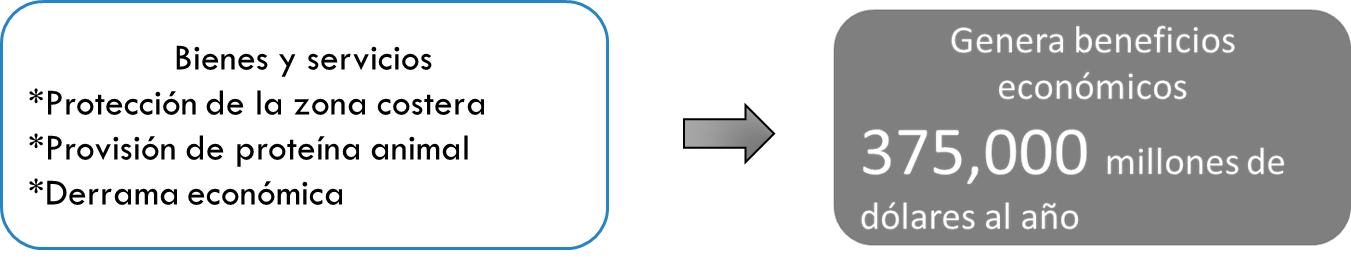 Bienes y servicios
*Protección de la zona costera
*Provisión de proteína animal
*Derrama económica
Genera beneficios
económicos
375,000 millones de
dólares al año